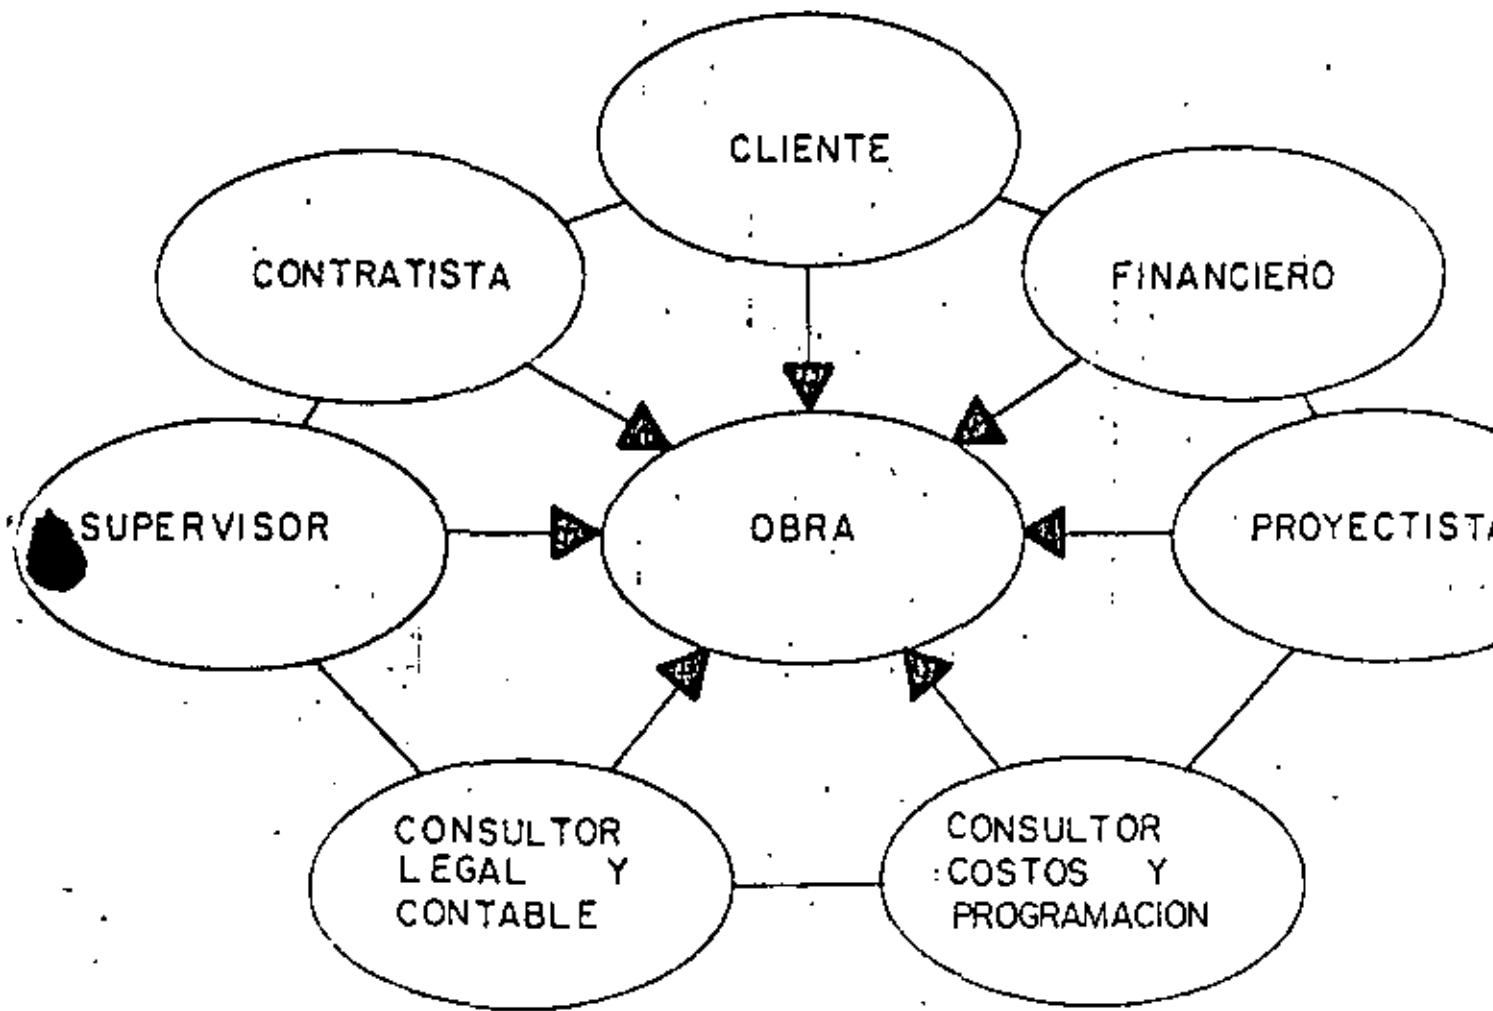 CLIENTE
CONTRATISTA
FINANCIERO
SUPERVISOR
OBRA
PROYECTISTA
CONSULTOR
LEGAL Y
CONTABLE
CONSULTOR
COSTOS Y
PROGRAMACION